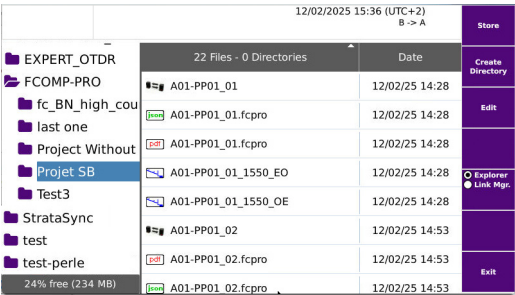 12/02/2025 15:36 (UTC+2)
B -> A
Store
Create
Directory
Edit
Explorer
Link Mgr.
Exit
EXPERT_OTDR
FCOMP-PRO
fc_BN_high_cou
last one
Project Without
Projet SB
Test3
StrataSync
test
test-perle
24% free (234 MB)
22 Files - 0 Directories Date
A01-PP01_01 12/02/25 14:28
json A01-PP01_01.fcpro 12/02/25 14:28
pdf A01-PP01_01.fcpro 12/02/25 14:28
A01-PP01_01_1550_EO 12/02/25 14:28
A01-PP01_01_1550_OE 12/02/25 14:28
A01-PP01_02 12/02/25 14:53
pdf A01-PP01_02.fcpro 12/02/25 14:53
json A01-PP01_02.fcpro 12/02/25 14:53